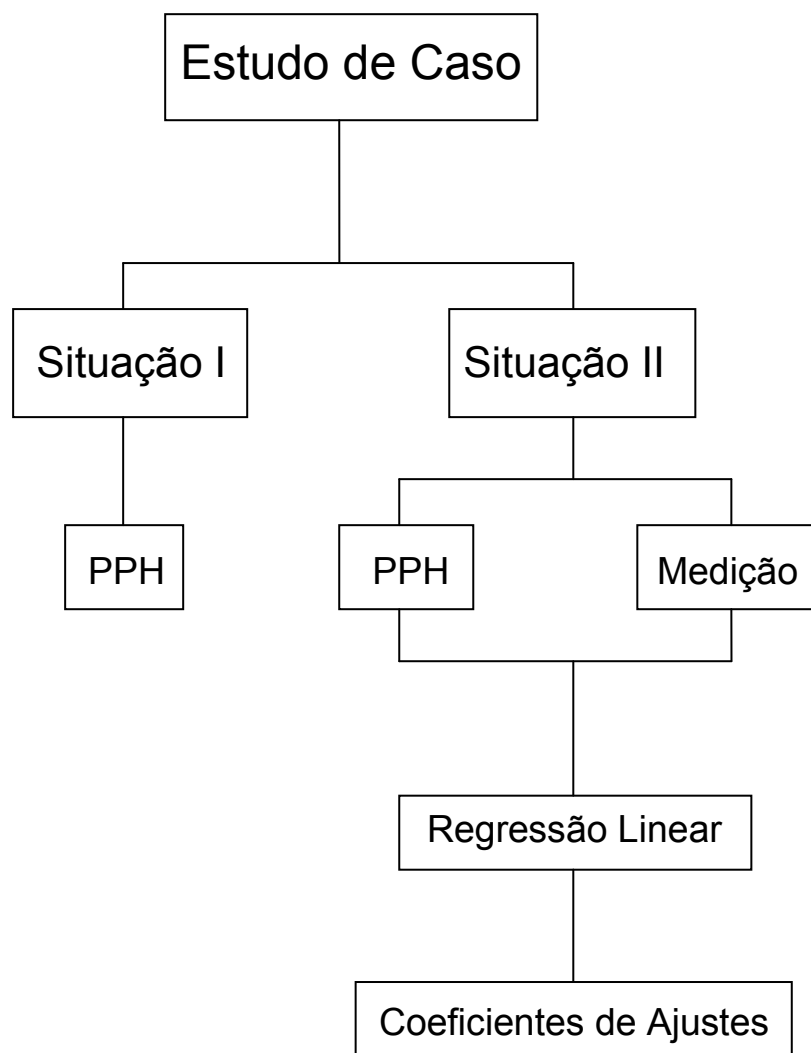 Estudo de Caso
Situação I
Situação II
PPH
PPH
Medição
Regressão Linear
Coeficientes de Ajustes